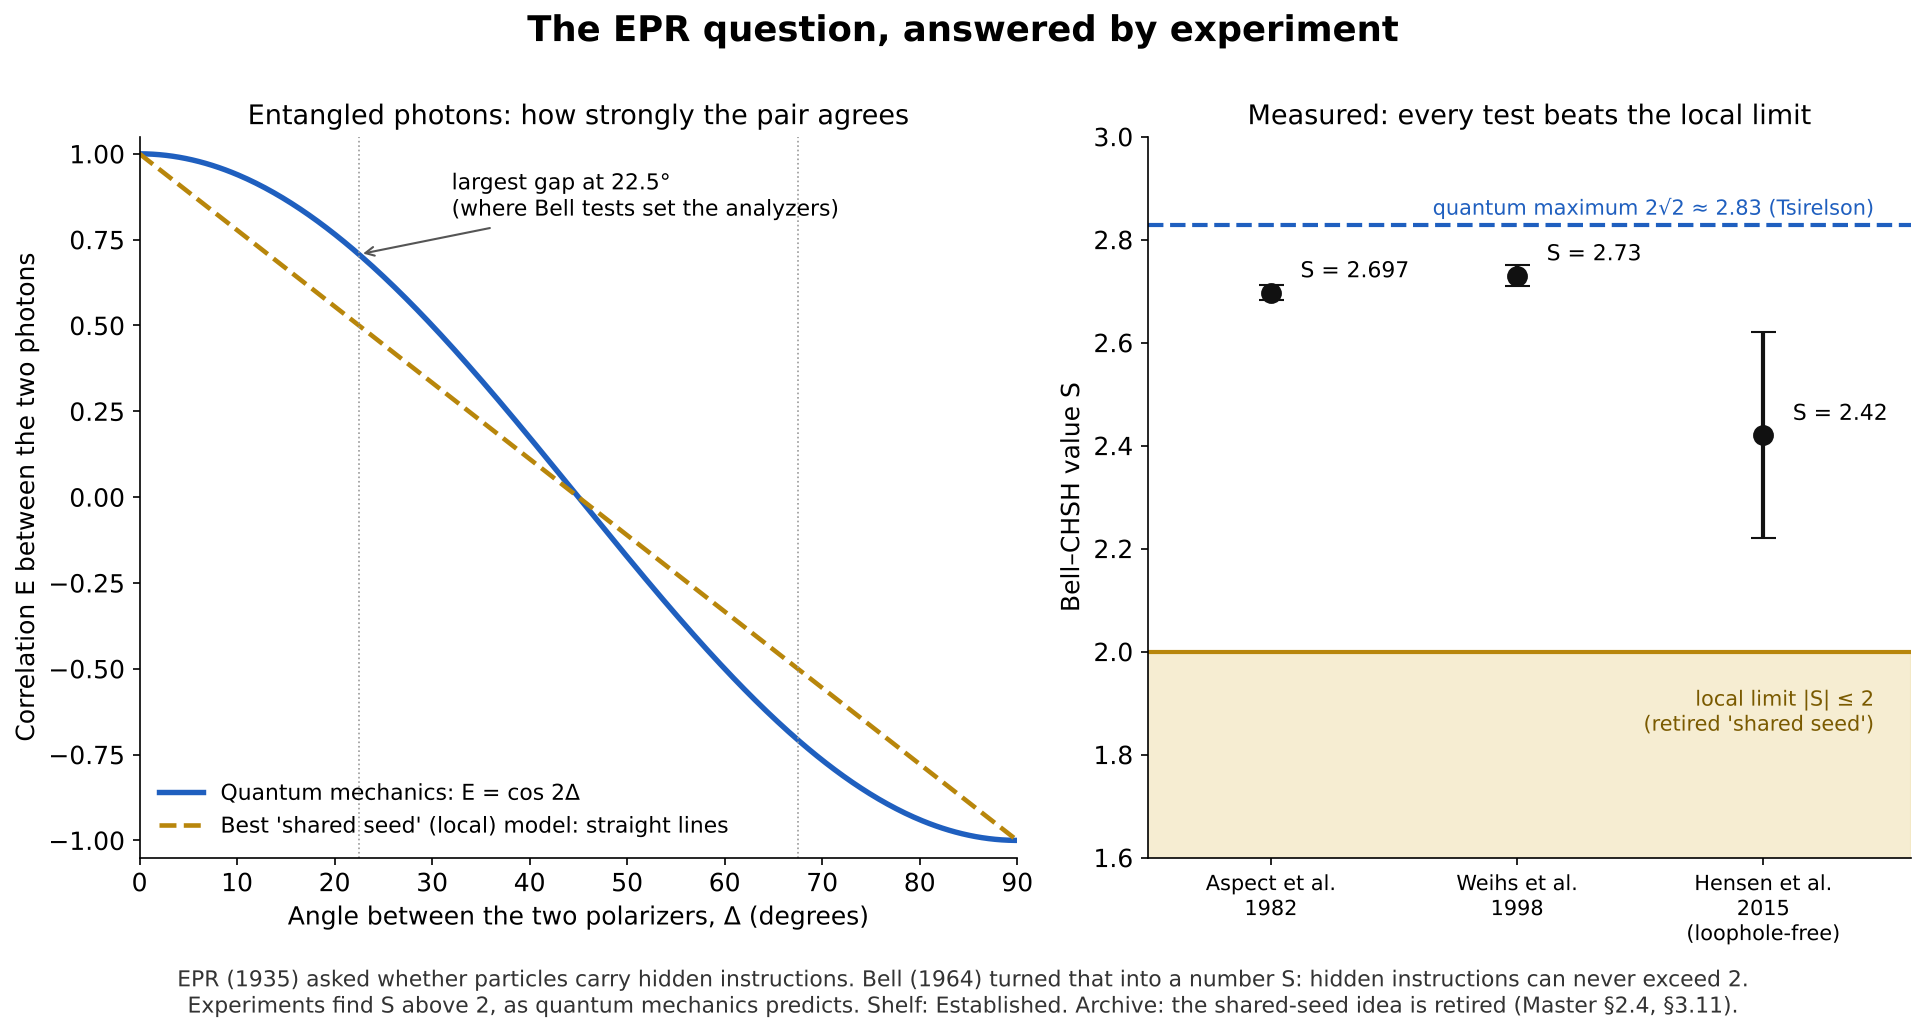 The EPR question, answered by experiment
Entangled photons: how strongly the pair agrees
Correlation E between the two photons
1.00
0.75
0.50
0.25
0.00
−0.25
−0.50
−0.75
−1.00
largest gap at 22.5°
(where Bell tests set the analyzers)
Quantum mechanics: E = cos 2Δ
Best 'shared seed' (local) model: straight lines
0 10 20 30 40 50 60 70 80 90
Angle between the two polarizers, Δ (degrees)
Measured: every test beats the local limit
Bell–CHSH value S
3.0
2.8
2.6
2.4
2.2
2.0
1.8
1.6
quantum maximum 2√2 ≈ 2.83 (Tsirelson)
S = 2.697
S = 2.73
S = 2.42
local limit |S| ≤ 2
(retired 'shared seed')
Aspect et al.
1982
Weihs et al.
1998
Hensen et al.
2015
(loophole-free)
EPR (1935) asked whether particles carry hidden instructions. Bell (1964) turned that into a number S: hidden instructions can never exceed 2.
Experiments find S above 2, as quantum mechanics predicts. Shelf: Established. Archive: the shared-seed idea is retired (Master §2.4, §3.11).